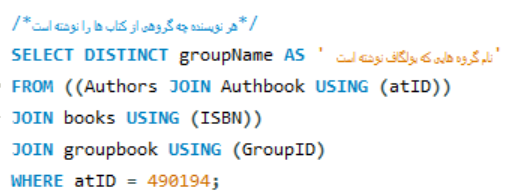 /*هر نویسنده چه گروهی از کتاب ها را نوشته است*/
SELECT DISTINCT groupName AS 'نام گروه هایی که بولگاف نوشته است'
FROM ((Authors JOIN Authbook USING (atID))
JOIN books USING (ISBN))
JOIN groupbook USING (GroupID)
WHERE atID = 490194;